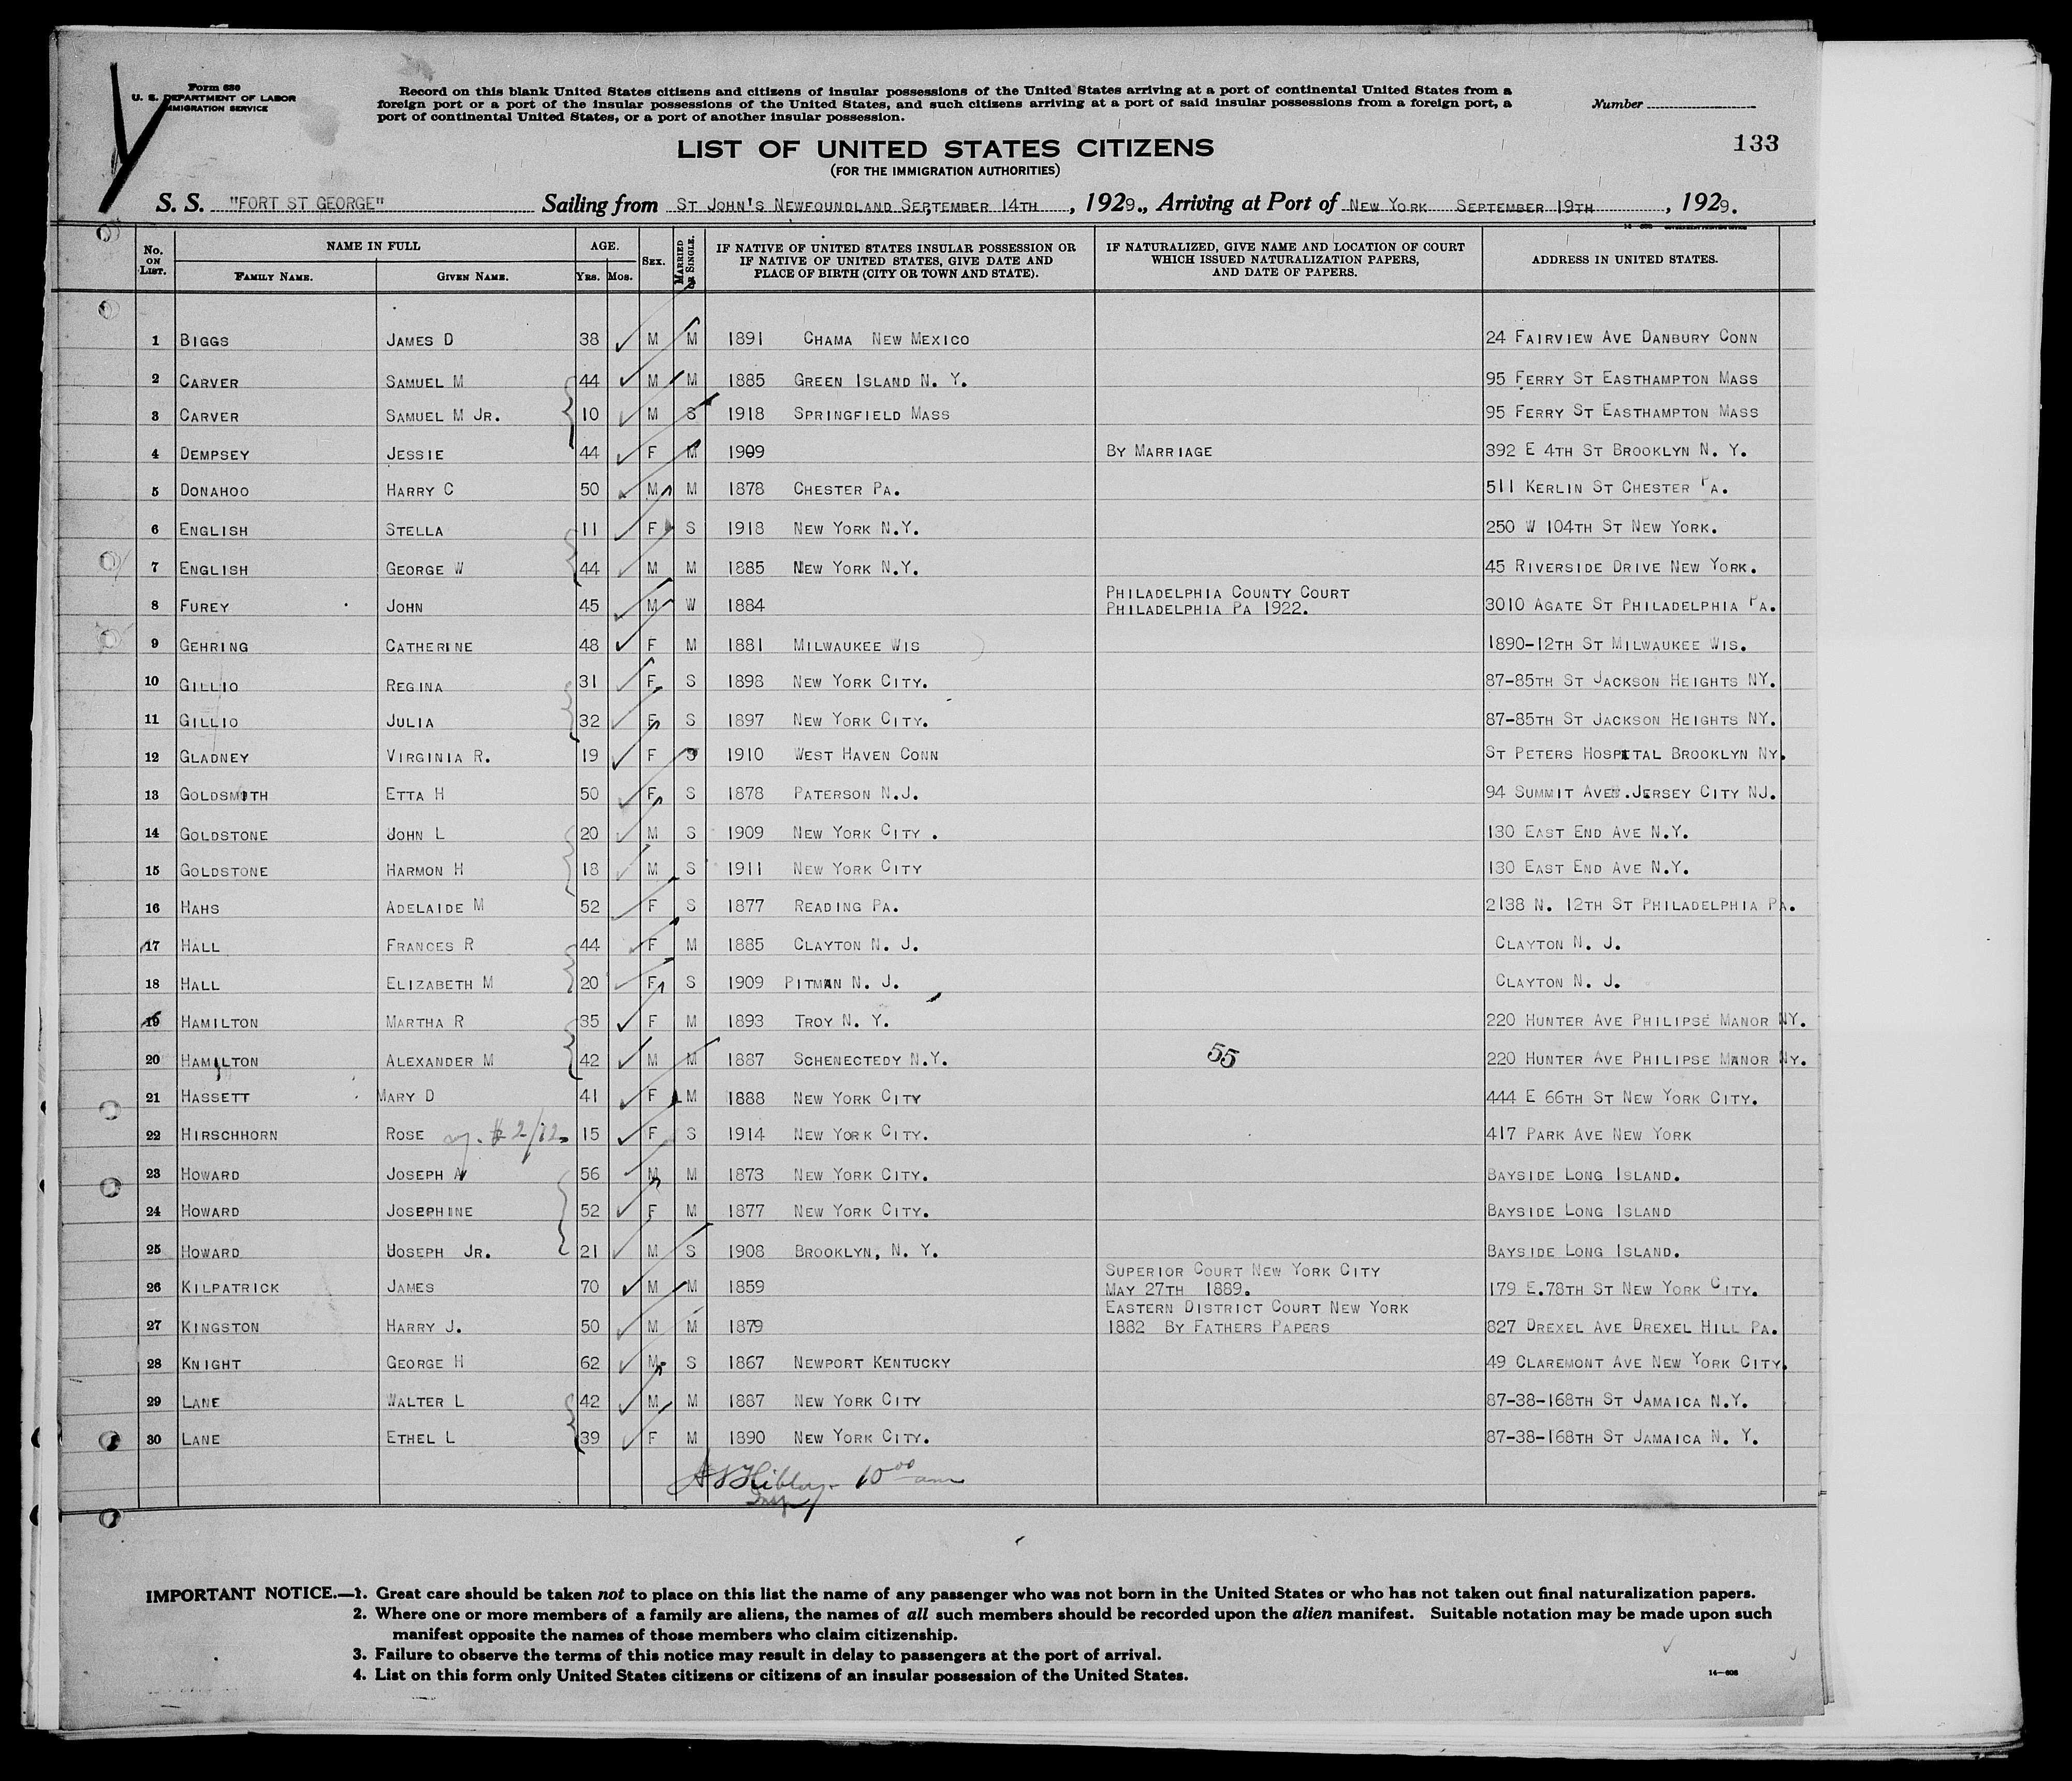 Form 630
U. S. DEPARTMENT OF LABOR
IMMIGRATION SERVICE
Record on this blank United States citizens and citizens of insular possessions of the United States arriving at a port of continental United States from a
foreign port or a port of the insular possessions of the United States, and such citizens arriving at a port of said insular possessions from a foreign port, a
port of continental United States, or a port of another insular possession.
Number
133
LIST OF UNITED STATES CITIZENS
(FOR THE IMMIGRATION AUTHORITIES)
S. S. "FORT ST GEORGE" Sailing from ST JOHN'S NEWFOUNDLAND SEPTEMBER 14TH, 1929., Arriving at Port of NEW YORK SEPTEMBER 19TH, 1929.
No. ON LIST. NAME IN FULL FAMILY NAME. GIVEN NAME. AGE. YRS. MOS. SEX. MARRIED OR SINGLE. IF NATIVE OF UNITED STATES INSULAR POSSESSION OR IF NATIVE OF UNITED STATES, GIVE DATE AND PLACE OF BIRTH (CITY OR TOWN AND STATE). IF NATURALIZED, GIVE NAME AND LOCATION OF COURT WHICH ISSUED NATURALIZATION PAPERS, AND DATE OF PAPERS. ADDRESS IN UNITED STATES.
1 BIGGS JAMES D 38 M M 1891 CHAMA NEW MEXICO 24 FAIRVIEW AVE DANBURY CONN
2 CARVER SAMUEL M 44 M M 1885 GREEN ISLAND N. Y. 95 FERRY ST EASTHAMPTON MASS
3 CARVER SAMUEL M JR. 10 M S 1918 SPRINGFIELD MASS 95 FERRY ST EASTHAMPTON MASS
4 DEMPSEY JESSIE 44 F M 1909 BY MARRIAGE 392 E 4TH ST BROOKLYN N. Y.
5 DONAHOO HARRY C 50 M M 1878 CHESTER PA. 511 KERLIN ST CHESTER PA.
6 ENGLISH STELLA 11 F S 1918 NEW YORK N.Y. 250 W 104TH ST NEW YORK.
7 ENGLISH GEORGE W 44 M M 1885 NEW YORK N.Y. 45 RIVERSIDE DRIVE NEW YORK.
8 FUREY JOHN 45 M W 1884 PHILADELPHIA COUNTY COURT PHILADELPHIA PA 1922. 3010 AGATE ST PHILADELPHIA PA.
9 GEHRING CATHERINE 48 F M 1881 MILWAUKEE WIS 1890-12TH ST MILWAUKEE WIS.
10 GILLIO REGINA 31 F S 1898 NEW YORK CITY. 87-85TH ST JACKSON HEIGHTS NY.
11 GILLIO JULIA 32 F S 1897 NEW YORK CITY. 87-85TH ST JACKSON HEIGHTS NY.
12 GLADNEY VIRGINIA R. 19 F S 1910 WEST HAVEN CONN ST PETERS HOSPITAL BROOKLYN NY.
13 GOLDSMITH ETTA H 50 F S 1878 PATERSON N.J. 94 SUMMIT AVE. JERSEY CITY NJ.
14 GOLDSTONE JOHN L 20 M S 1909 NEW YORK CITY . 130 EAST END AVE N.Y.
15 GOLDSTONE HARMON H 18 M S 1911 NEW YORK CITY 130 EAST END AVE N.Y.
16 HAHS ADELAIDE M 52 F S 1877 READING PA. 2138 N. 12TH ST PHILADELPHIA PA.
17 HALL FRANCES R 44 F M 1885 CLAYTON N. J. CLAYTON N. J.
18 HALL ELIZABETH M 20 F S 1909 PITMAN N. J. CLAYTON N. J.
19 HAMILTON MARTHA R 35 F M 1893 TROY N. Y. 220 HUNTER AVE PHILIPSE MANOR NY.
20 HAMILTON ALEXANDER M 42 M M 1887 SCHENECTEDY N.Y. 55 220 HUNTER AVE PHILIPSE MANOR NY.
21 HASSETT MARY D 41 F M 1888 NEW YORK CITY 444 E 66TH ST NEW YORK CITY.
22 HIRSCHHORN ROSE 15 F S 1914 NEW YORK CITY. 417 PARK AVE NEW YORK
23 HOWARD JOSEPH A 56 M M 1873 NEW YORK CITY. BAYSIDE LONG ISLAND.
24 HOWARD JOSEPHINE 52 F M 1877 NEW YORK CITY. BAYSIDE LONG ISLAND
25 HOWARD JOSEPH JR. 21 M S 1908 BROOKLYN, N. Y. BAYSIDE LONG ISLAND.
26 KILPATRICK JAMES 70 M M 1859 SUPERIOR COURT NEW YORK CITY MAY 27TH 1889. 179 E.78TH ST NEW YORK CITY.
27 KINGSTON HARRY J. 50 M M 1879 EASTERN DISTRICT COURT NEW YORK 1882 BY FATHERS PAPERS 827 DREXEL AVE DREXEL HILL PA.
28 KNIGHT GEORGE H 62 M S 1867 NEWPORT KENTUCKY 49 CLAREMONT AVE NEW YORK CITY.
29 LANE WALTER L 42 M M 1887 NEW YORK CITY 87-38-168TH ST JAMAICA N.Y.
30 LANE ETHEL L 39 F M 1890 NEW YORK CITY. 87-38-168TH ST JAMAICA N. Y.
10 00 am
Insp
IMPORTANT NOTICE.—1. Great care should be taken not to place on this list the name of any passenger who was not born in the United States or who has not taken out final naturalization papers.
2. Where one or more members of a family are aliens, the names of all such members should be recorded upon the alien manifest. Suitable notation may be made upon such
manifest opposite the names of those members who claim citizenship.
3. Failure to observe the terms of this notice may result in delay to passengers at the port of arrival.
4. List on this form only United States citizens or citizens of an insular possession of the United States.